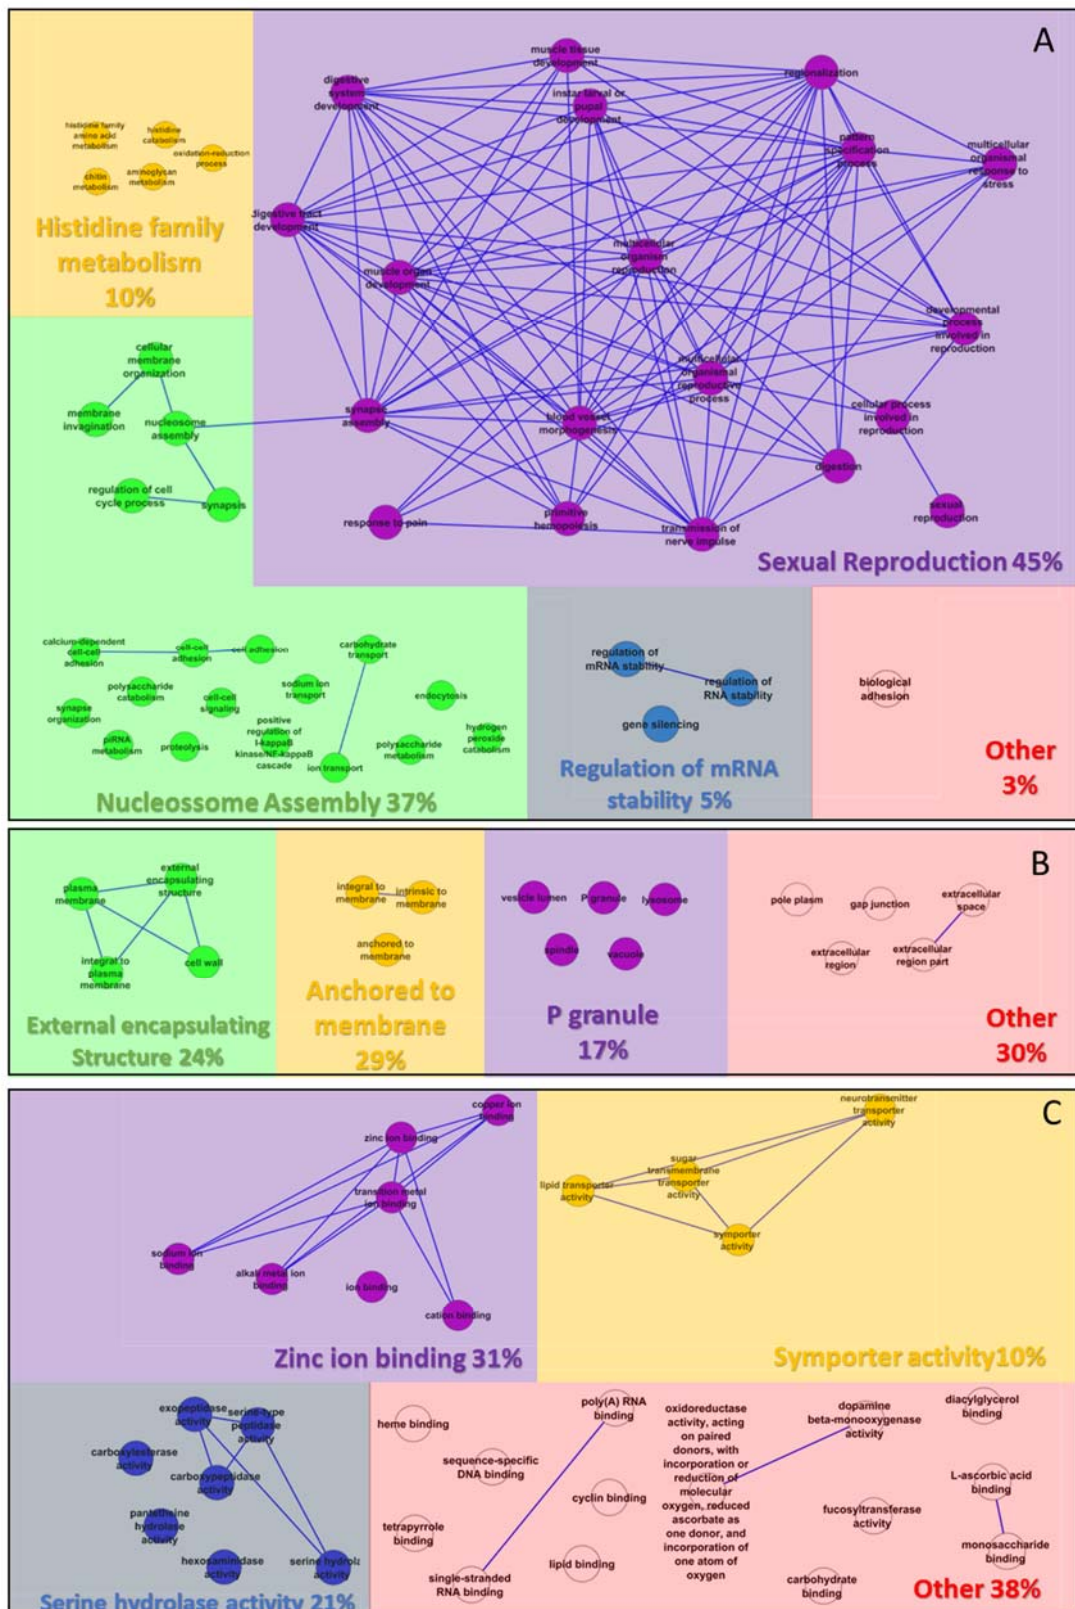 A
muscle tissue
development
digestive
system
development
instar larval or
pupal
development
regionalization
pattern
specification
process
multicellular
organismal
response to
stress
histidine family
amino acid
metabolism
histidine
catabolism
oxidation-reduction
process
chitin
metabolism
aminoglycan
metabolism
Histidine family
metabolism
10%
digestive tract
development
muscle organ
development
multicellular
organism
reproduction
developmental
process
involved in
reproduction
multicellular
organismal
reproductive
process
cellular process
involved in
reproduction
synapse
assembly
blood vessel
morphogenesis
digestion
sexual
reproduction
response to pain
primitive
hemopoiesis
transmission of
nerve impulse
Sexual Reproduction 45%
cellular
membrane
organization
membrane
invagination
nucleosome
assembly
regulation of cell
cycle process
synapsis
calcium-dependent
cell-cell
adhesion
cell-cell
adhesion
cell adhesion
carbohydrate
transport
polysaccharide
catabolism
cell-cell
signaling
sodium ion
transport
endocytosis
synapse
organization
piRNA
metabolism
proteolysis
positive
regulation of
I-kappaB
kinase/NF-kappaB
cascade
ion transport
polysaccharide
metabolism
hydrogen
peroxide
catabolism
Nucleossome Assembly 37%
regulation of
mRNA stability
regulation of
RNA stability
gene silencing
Regulation of mRNA
stability 5%
biological
adhesion
Other
3%
B
plasma
membrane
external
encapsulating
structure
integral to
plasma
membrane
cell wall
External encapsulating
Structure 24%
integral to
membrane
intrinsic to
membrane
anchored to
membrane
Anchored to
membrane
29%
vesicle lumen
P granule
lysosome
spindle
vacuole
P granule
17%
pole plasm
gap junction
extracellular
space
extracellular
region
extracellular
region part
Other
30%
C
copper ion
binding
zinc ion binding
transition metal
ion binding
sodium ion
binding
alkali metal ion
binding
ion binding
cation binding
Zinc ion binding 31%
neurotransmitter
transporter
activity
sugar
transmembrane
transporter
activity
lipid transporter
activity
symporter
activity
Symporter activity10%
exopeptidase
activity
serine-type
peptidase
activity
carboxylesterase
activity
carboxypeptidase
activity
pantetheine
hydrolase
activity
hexosaminidase
activity
serine hydrola
activity
Serine hydrolase activity 21%
heme binding
poly(A) RNA
binding
sequence-specific
DNA binding
cyclin binding
tetrapyrrole
binding
single-stranded
RNA binding
lipid binding
oxidoreductase
activity, acting
on paired
donors, with
incorporation or
reduction of
molecular
oxygen, reduced
ascorbate as
one donor, and
incorporation of
one atom of
oxygen
dopamine
beta-monooxygenase
activity
diacylglycerol
binding
L-ascorbic acid
binding
fucosyltransferase
activity
monosaccharide
binding
carbohydrate
binding
Other 38%